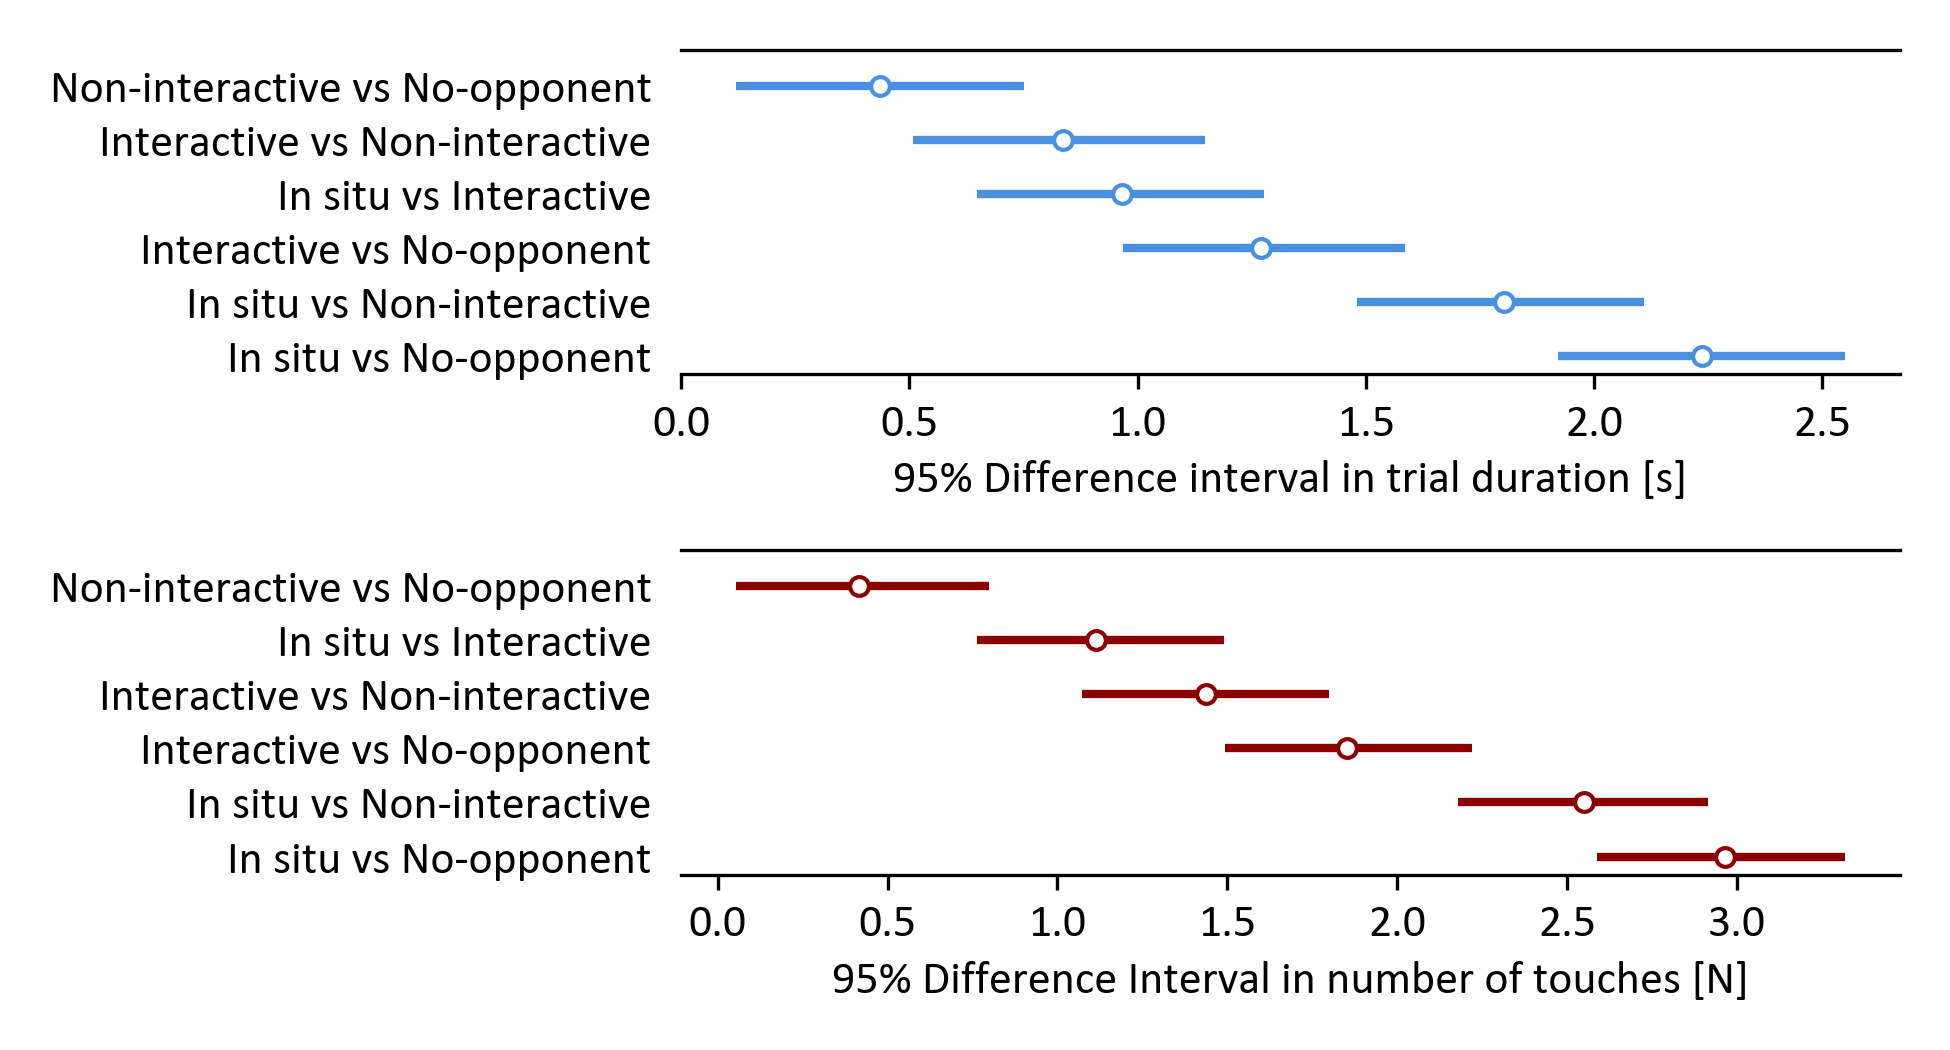 Non-interactive vs No-opponent
Interactive vs Non-interactive
In situ vs Interactive
Interactive vs No-opponent
In situ vs Non-interactive
In situ vs No-opponent
0.0 0.5 1.0 1.5 2.0 2.5
95% Difference interval in trial duration [s]
Non-interactive vs No-opponent
In situ vs Interactive
Interactive vs Non-interactive
Interactive vs No-opponent
In situ vs Non-interactive
In situ vs No-opponent
0.0 0.5 1.0 1.5 2.0 2.5 3.0
95% Difference Interval in number of touches [N]